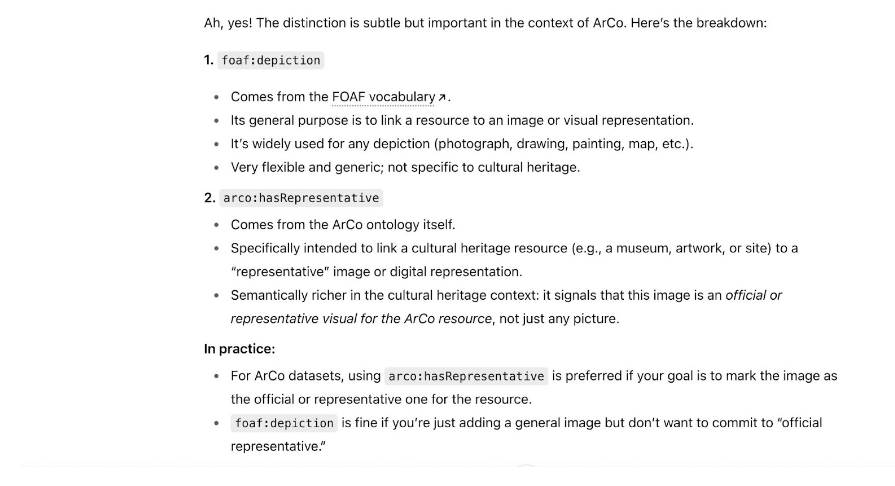 Ah, yes! The distinction is subtle but important in the context of ArCo. Here's the breakdown:
1. foaf:depiction
• Comes from the FOAF vocabulary ↗.
• Its general purpose is to link a resource to an image or visual representation.
• It's widely used for any depiction (photograph, drawing, painting, map, etc.).
• Very flexible and generic; not specific to cultural heritage.
2. arco:hasRepresentative
• Comes from the ArCo ontology itself.
• Specifically intended to link a cultural heritage resource (e.g., a museum, artwork, or site) to a
“representative” image or digital representation.
• Semantically richer in the cultural heritage context: it signals that this image is an official or
representative visual for the ArCo resource, not just any picture.
In practice:
• For ArCo datasets, using arco:hasRepresentative is preferred if your goal is to mark the image as
the official or representative one for the resource.
• foaf:depiction is fine if you're just adding a general image but don't want to commit to “official
representative.”